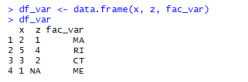 > df_var <- data.frame(x, z, fac_var)
> df_var
  x  z fac_var
1 2  1      MA
2 5  4      RI
3 3  2      CT
4 1 NA      ME